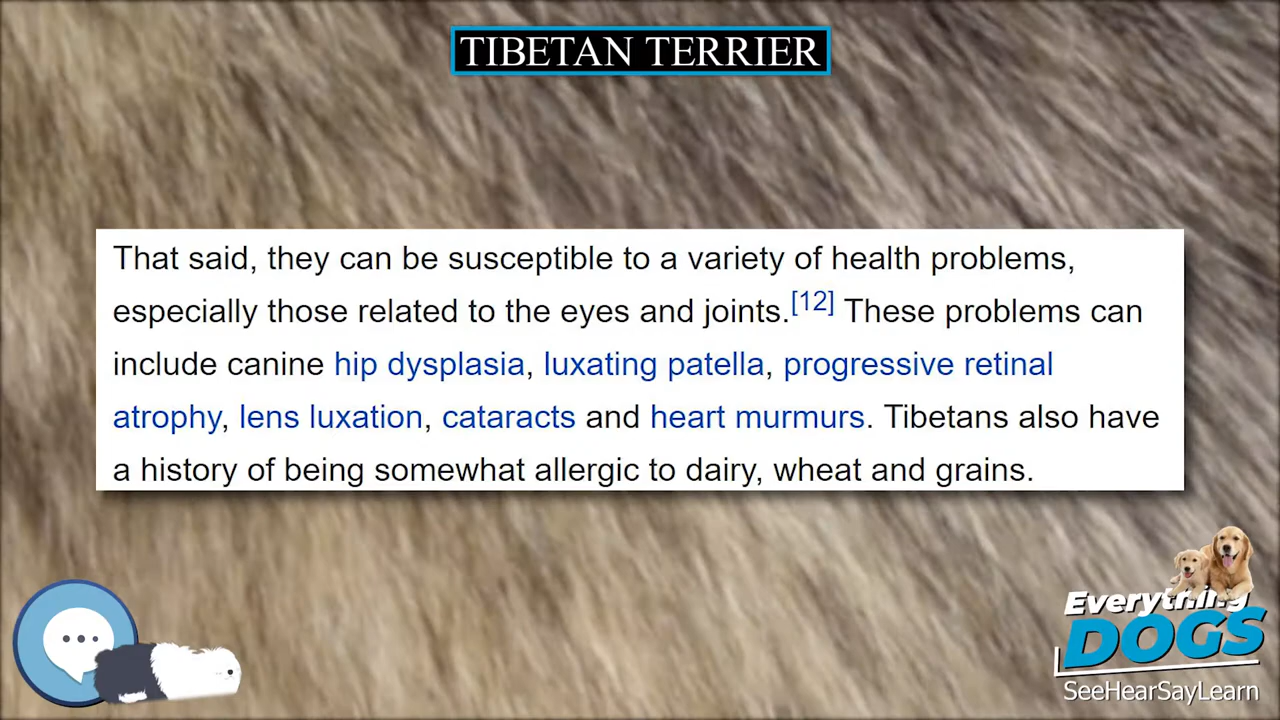 TIBETAN TERRIER
That said, they can be susceptible to a variety of health problems,
especially those related to the eyes and joints.[12] These problems can
include canine hip dysplasia, luxating patella, progressive retinal
atrophy, lens luxation, cataracts and heart murmurs. Tibetans also have
a history of being somewhat allergic to dairy, wheat and grains.
Everything
DOGS
SeeHearSayLearn